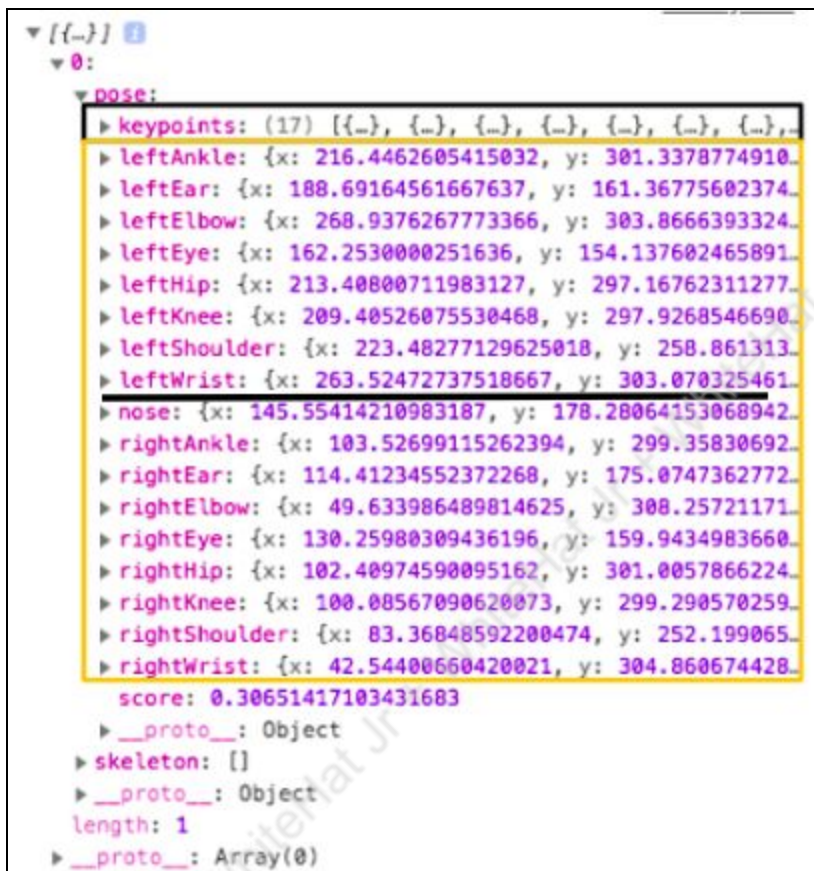 ▼ [{…}] i
▼ 0:
▼ pose:
▶ keypoints: (17) [{…}, {…}, {…}, {…}, {…}, {…}, {…},…
▶ leftAnkle: {x: 216.4462605415032, y: 301.3378774910…
▶ leftEar: {x: 188.69164561667637, y: 161.36775602374…
▶ leftElbow: {x: 268.9376267773366, y: 303.8666393324…
▶ leftEye: {x: 162.2530000251636, y: 154.137602465891…
▶ leftHip: {x: 213.40800711983127, y: 297.16762311277…
▶ leftKnee: {x: 209.40526075530468, y: 297.9268546690…
▶ leftShoulder: {x: 223.48277129625018, y: 258.861313…
▶ leftWrist: {x: 263.52472737518667, y: 303.070325461…
▶ nose: {x: 145.55414210983187, y: 178.28064153068942…
▶ rightAnkle: {x: 103.52699115262394, y: 299.35830692…
▶ rightEar: {x: 114.41234552372268, y: 175.0747362772…
▶ rightElbow: {x: 49.633986489814625, y: 308.25721171…
▶ rightEye: {x: 130.25980309436196, y: 159.9434983660…
▶ rightHip: {x: 102.40974590095162, y: 301.0057866224…
▶ rightKnee: {x: 100.08567090620073, y: 299.290570259…
▶ rightShoulder: {x: 83.36848592200474, y: 252.199065…
▶ rightWrist: {x: 42.54400660420021, y: 304.860674428…
score: 0.30651417103431683
▶ __proto__: Object
▶ skeleton: []
▶ __proto__: Object
length: 1
▶ __proto__: Array(0)
WhiteHat Jr